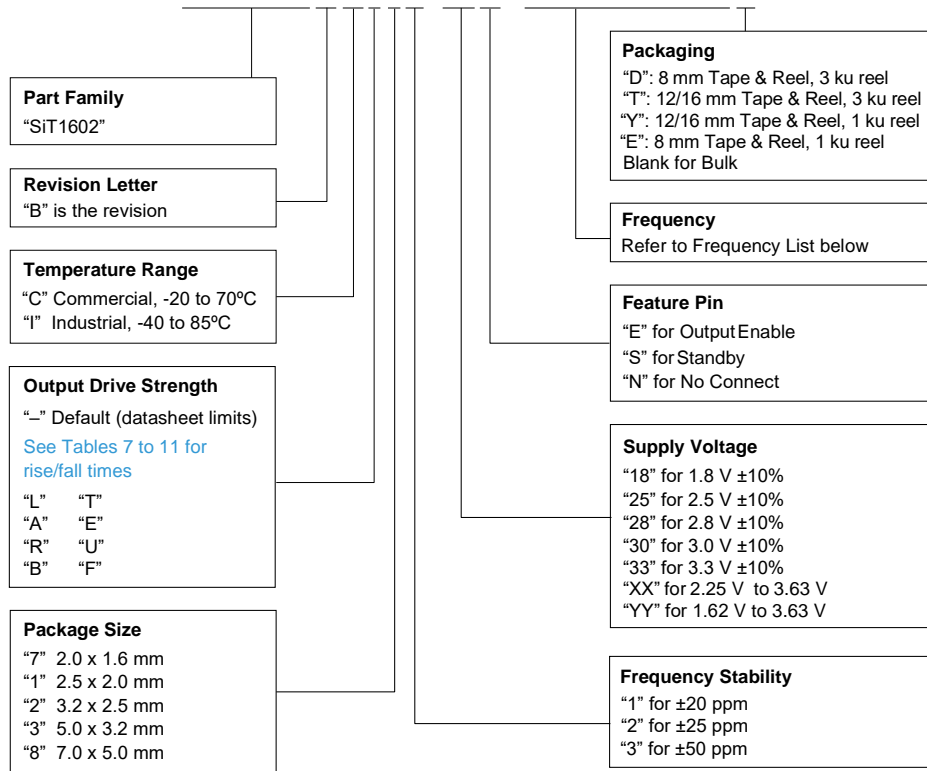 Part Family
“SiT1602”
Revision Letter
“B” is the revision
Temperature Range
“C” Commercial, -20 to 70ºC
“I” Industrial, -40 to 85ºC
Output Drive Strength
“–” Default (datasheet limits)
See Tables 7 to 11 for
rise/fall times
“L” “T”
“A” “E”
“R” “U”
“B” “F”
Package Size
“7” 2.0 x 1.6 mm
“1” 2.5 x 2.0 mm
“2” 3.2 x 2.5 mm
“3” 5.0 x 3.2 mm
“8” 7.0 x 5.0 mm
Packaging
“D”: 8 mm Tape & Reel, 3 ku reel
“T”: 12/16 mm Tape & Reel, 3 ku reel
“Y”: 12/16 mm Tape & Reel, 1 ku reel
“E”: 8 mm Tape & Reel, 1 ku reel
Blank for Bulk
Frequency
Refer to Frequency List below
Feature Pin
“E” for Output Enable
“S” for Standby
“N” for No Connect
Supply Voltage
“18” for 1.8 V ±10%
“25” for 2.5 V ±10%
“28” for 2.8 V ±10%
“30” for 3.0 V ±10%
“33” for 3.3 V ±10%
“XX” for 2.25 V to 3.63 V
“YY” for 1.62 V to 3.63 V
Frequency Stability
“1” for ±20 ppm
“2” for ±25 ppm
“3” for ±50 ppm